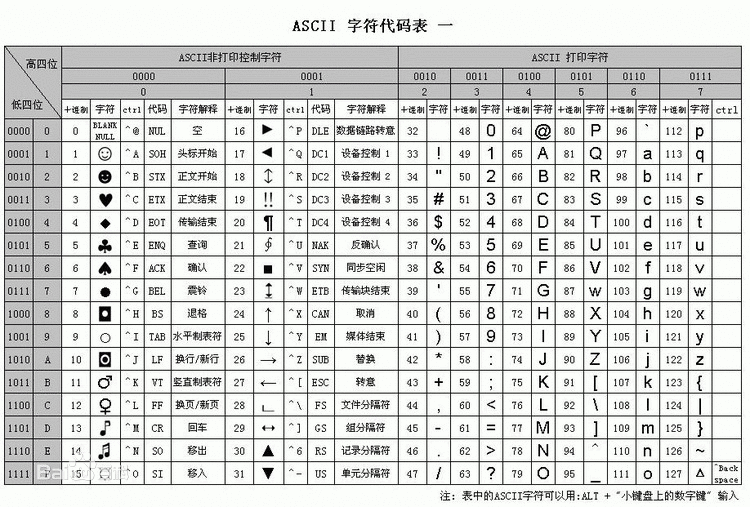 ASCII 字符代码表 一
高四位 ASCII非打印控制字符 ASCII 打印字符
0000 0001 0010 0011 0100 0101 0110 0111
低四位 0 1 2 3 4 5 6 7
十进制 字符 ctrl 代码 字符解释 十进制 字符 ctrl 代码 字符解释 十进制 字符 十进制 字符 十进制 字符 十进制 字符 十进制 字符 十进制 字符 ctrl
0000 0 0 BLANK NULL ^@ NUL 空 16 ► ^P DLE 数据链路转意 32 48 0 64 @ 80 P 96 ` 112 p
0001 1 1 ☺ ^A SOH 头标开始 17 ◄ ^Q DC1 设备控制 1 33 ! 49 1 65 A 81 Q 97 a 113 q
0010 2 2 ☻ ^B STX 正文开始 18 ↕ ^R DC2 设备控制 2 34 " 50 2 66 B 82 R 98 b 114 r
0011 3 3 ♥ ^C ETX 正文结束 19 ‼ ^S DC3 设备控制 3 35 # 51 3 67 C 83 S 99 c 115 s
0100 4 4 ♦ ^D EOT 传输结束 20 ¶ ^T DC4 设备控制 4 36 $ 52 4 68 D 84 T 100 d 116 t
0101 5 5 ♣ ^E ENQ 查询 21 ∮ ^U NAK 反确认 37 % 53 5 69 E 85 U 101 e 117 u
0110 6 6 ♠ ^F ACK 确认 22 ■ ^V SYN 同步空闲 38 & 54 6 70 F 86 V 102 f 118 v
0111 7 7 ● ^G BEL 震铃 23 ↨ ^W ETB 传输块结束 39 ' 55 7 71 G 87 w 103 g 119 w
1000 8 8 ◘ ^H BS 退格 24 ↑ ^X CAN 取消 40 ( 56 8 72 H 88 X 104 h 120 x
1001 9 9 ○ ^I TAB 水平制表符 25 ↓ ^Y EM 媒体结束 41 ) 57 9 73 I 89 Y 105 i 121 y
1010 A 10 ◙ ^J LF 换行/新行 26 → ^Z SUB 替换 42 * 58 : 74 J 90 Z 106 j 122 z
1011 B 11 ♂ ^K VT 竖直制表符 27 ← ^[ ESC 转意 43 + 59 ; 75 K 91 [ 107 k 123 {
1100 C 12 ♀ ^L FF 换页/新页 28 ∟ ^\ FS 文件分隔符 44 , 60 < 76 L 92 \ 108 l 124 |
1101 D 13 ♪ ^M CR 回车 29 ↔ ^] GS 组分隔符 45 - 61 = 77 M 93 ] 109 m 125 }
1110 E 14 ♫ ^N SO 移出 30 ▲ ^6 RS 记录分隔符 46 . 62 > 78 N 94 ^ 110 n 126 ~
1111 F 15 ☼ ^O SI 移入 31 ▼ ^- US 单元分隔符 47 / 63 ? 79 O 95 _ 111 o 127 Δ ^Back space
注：表中的ASCII字符可以用:ALT + "小键盘上的数字键" 输入